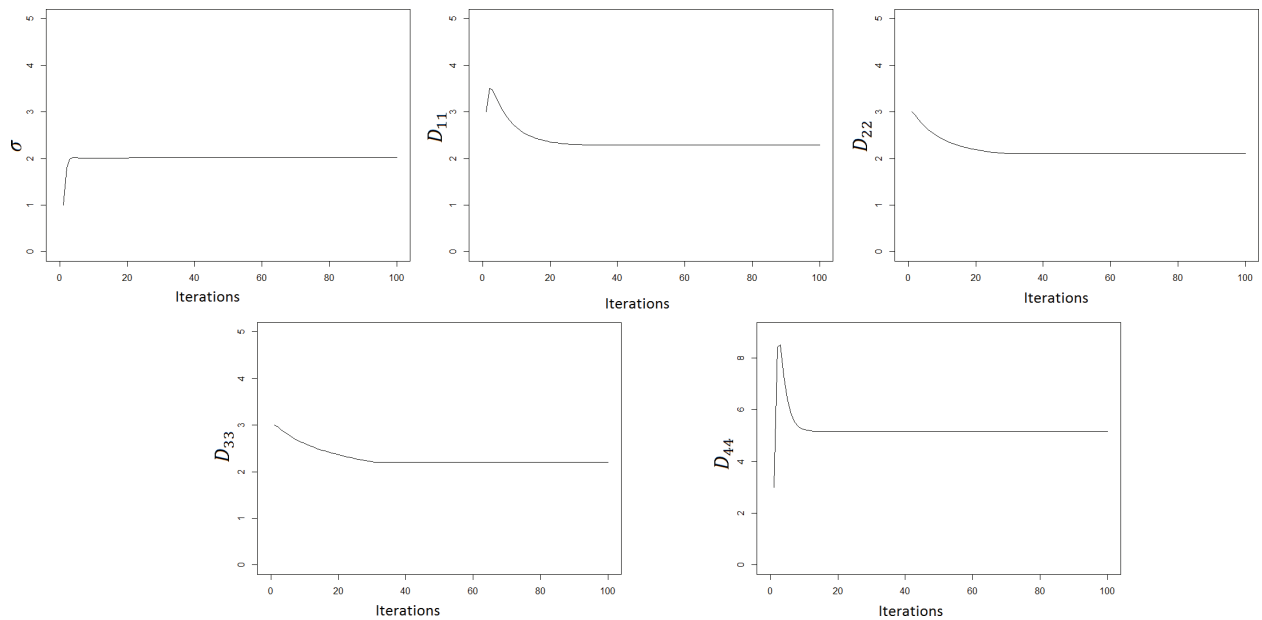 5 5 5
4 4 4
σ 3 D₁₁ 3 D₂₂ 3
2 2 2
1 1 1
0 0 0
0 20 40 60 80 100 0 20 40 60 80 100 0 20 40 60 80 100
Iterations Iterations Iterations
5
4 8
3 6
D₃₃ D₄₄
2 4
1 2
0 0
0 20 40 60 80 100 0 20 40 60 80 100
Iterations Iterations